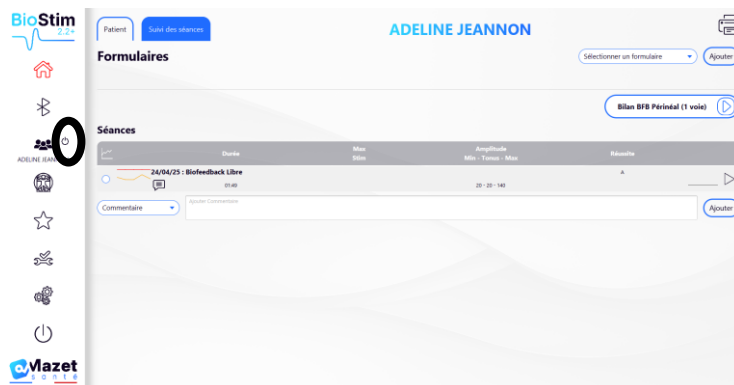 BioStim
2.2+
Patient
Suivi des séances
ADELINE JEANNON
Formulaires
Sélectionner un formulaire
Ajouter
Bilan BFB Périnéal (1 voie)
ADELINE JEAN
Séances
Durée
Max
Stim
Amplitude
Min - Tonus - Max
Réussite
24/04/25 : Biofeedback Libre
01:40
20 - 20 - 140
Commentaire
Ajouter Commentaire
Ajouter
Mazet
santé